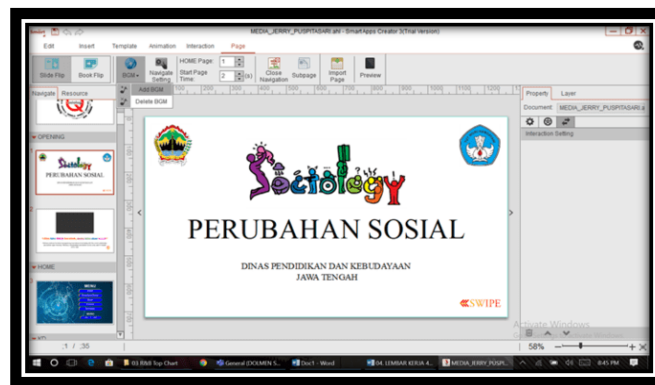 MEDIA_JERRY_PUSPITASARI.ahl - SmartApps Creator 3(Trial Version)
Edit Insert Template Animation Interaction Page
HOME Page: 1
Slide Flip Book Flip BGM Navigate Setting Start Page Time: 2 (s) Close Navigation Subpage Import Page Preview
Navigate Resource
Add BGM
Delete BGM
Property Layer
Document MEDIA_JERRY_PUSPITASARI.a
Interaction Setting
OPENING
1
Sociology
PERUBAHAN SOSIAL
2
HOME
MENU
Sociology
PERUBAHAN SOSIAL
DINAS PENDIDIKAN DAN KEBUDAYAAN
JAWA TENGAH
SWIPE
Activate Windows
:1 / :35
58%
03 R&B Top Chart
General (DOLMEN S...
Doc1 - Word
04. LEMBAR KERJA 4...
MEDIA_JERRY_PUSPI...
8:45 PM